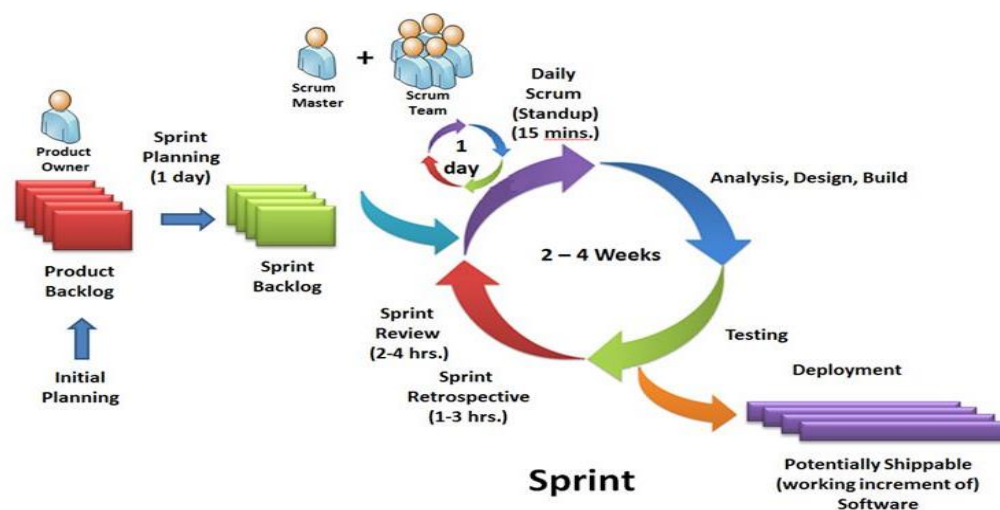 Scrum
Master
+
Scrum
Team
Product
Owner
Sprint
Planning
(1 day)
Daily
Scrum
(Standup)
(15 mins.)
1
day
Analysis, Design, Build
2 – 4 Weeks
Product
Backlog
Sprint
Backlog
Initial
Planning
Sprint
Review
(2-4 hrs.)
Sprint
Retrospective
(1-3 hrs.)
Testing
Deployment
Potentially Shippable
(working increment of)
Software
Sprint